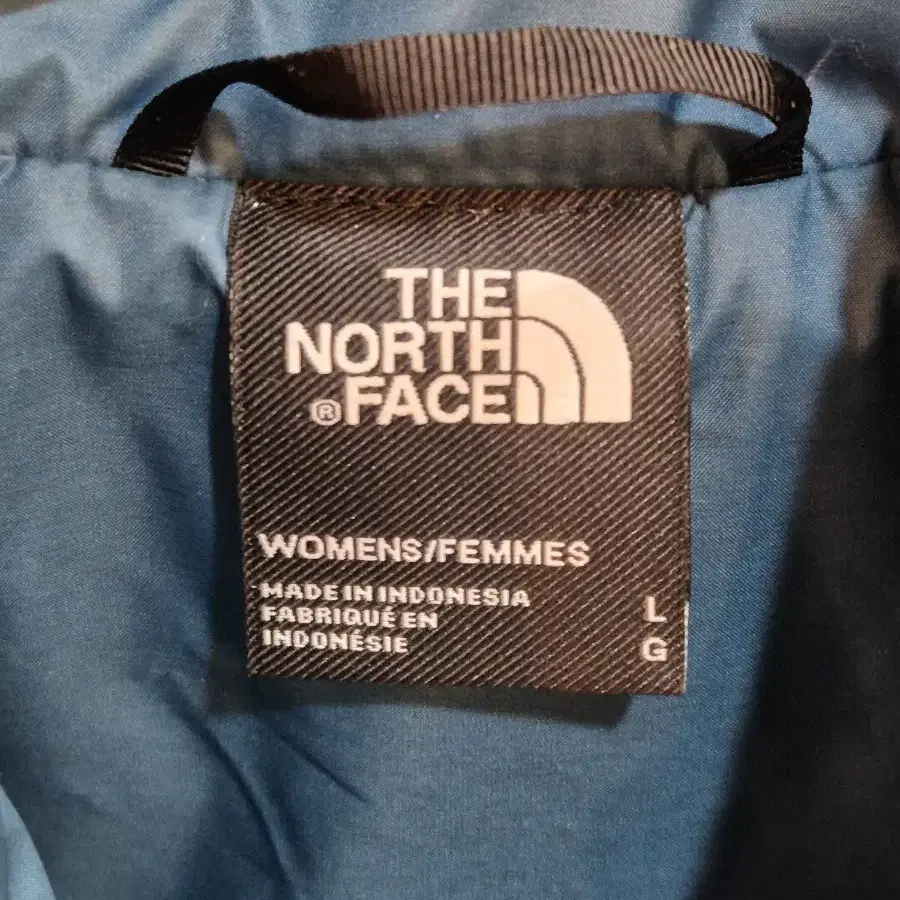 THE
NORTH
® FACE
WOMENS/FEMMES
MADE IN INDONESIA
FABRIQUÉ EN
INDONÉSIE
L
G